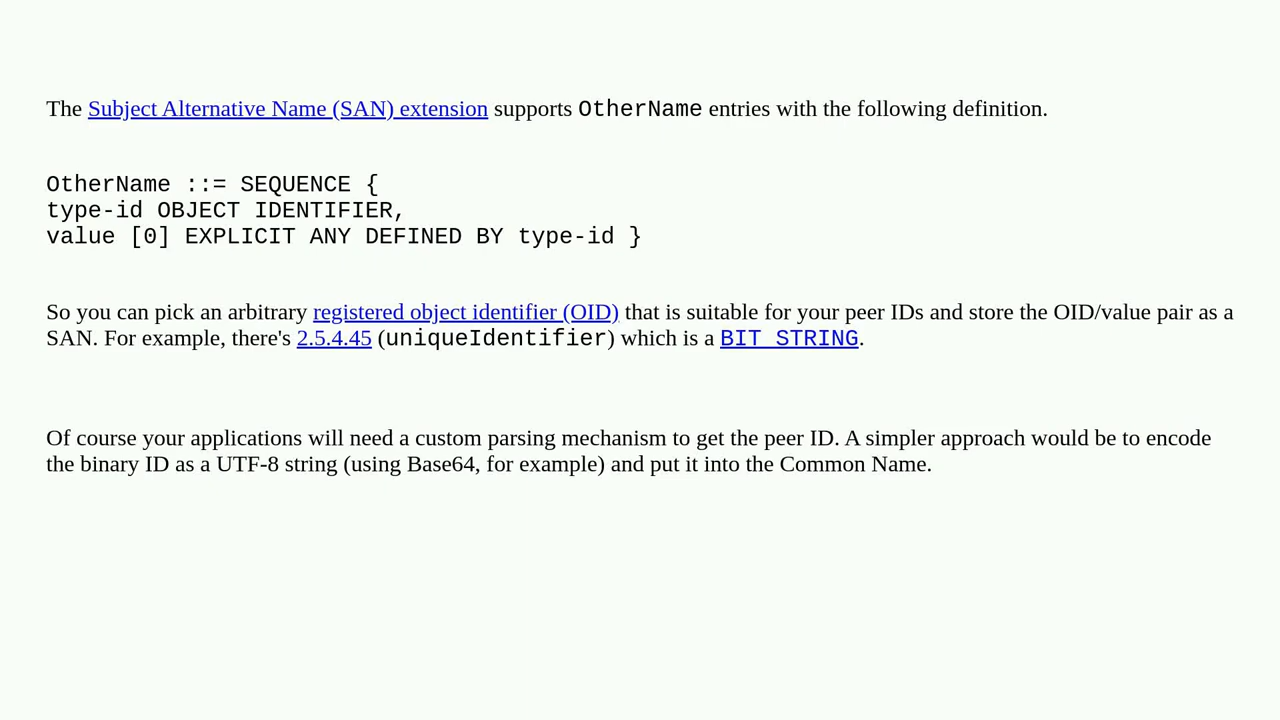 The Subject Alternative Name (SAN) extension supports OtherName entries with the following definition.
OtherName ::= SEQUENCE {
type-id OBJECT IDENTIFIER,
value [0] EXPLICIT ANY DEFINED BY type-id }
So you can pick an arbitrary registered object identifier (OID) that is suitable for your peer IDs and store the OID/value pair as a
SAN. For example, there's 2.5.4.45 (uniqueIdentifier) which is a BIT STRING.
Of course your applications will need a custom parsing mechanism to get the peer ID. A simpler approach would be to encode
the binary ID as a UTF-8 string (using Base64, for example) and put it into the Common Name.